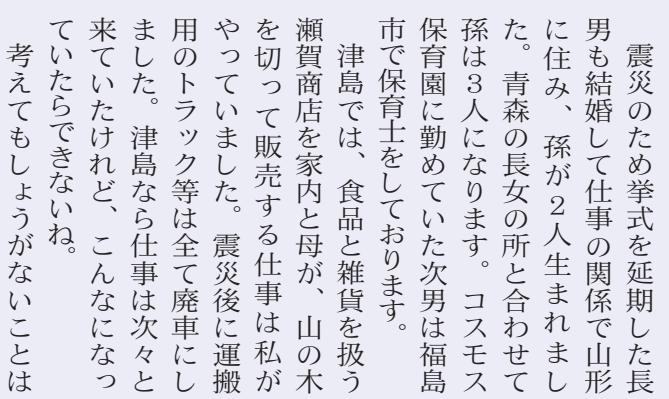 震災のため挙式を延期した長
男も結婚して仕事の関係で山形
に住み、孫が２人生まれまし
た。青森の長女の所と合わせて
孫は３人になります。コスモス
保育園に勤めていた次男は福島
市で保育士をしております。
津島では、食品と雑貨を扱う
瀬賀商店を家内と母が、山の木
を切って販売する仕事は私が
やっていました。震災後に運搬
用のトラック等は全て廃車にし
ました。津島なら仕事は次々と
来ていたけれど、こんなになっ
ていたらできないね。
考えてもしょうがないことは